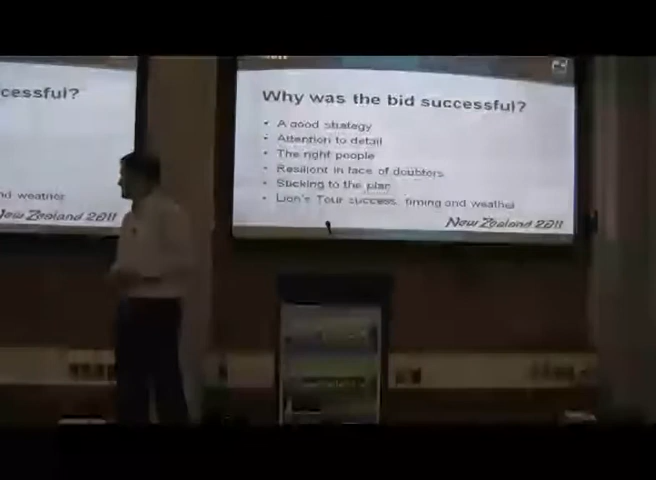 cessful?
nd weather
New Zealand 2011
Why was the bid successful?
• A good strategy
• Attention to detail
• The right people
• Resilient in face of doubters
• Sticking to the plan
• Lion's Tour success, timing and weather
New Zealand 2011